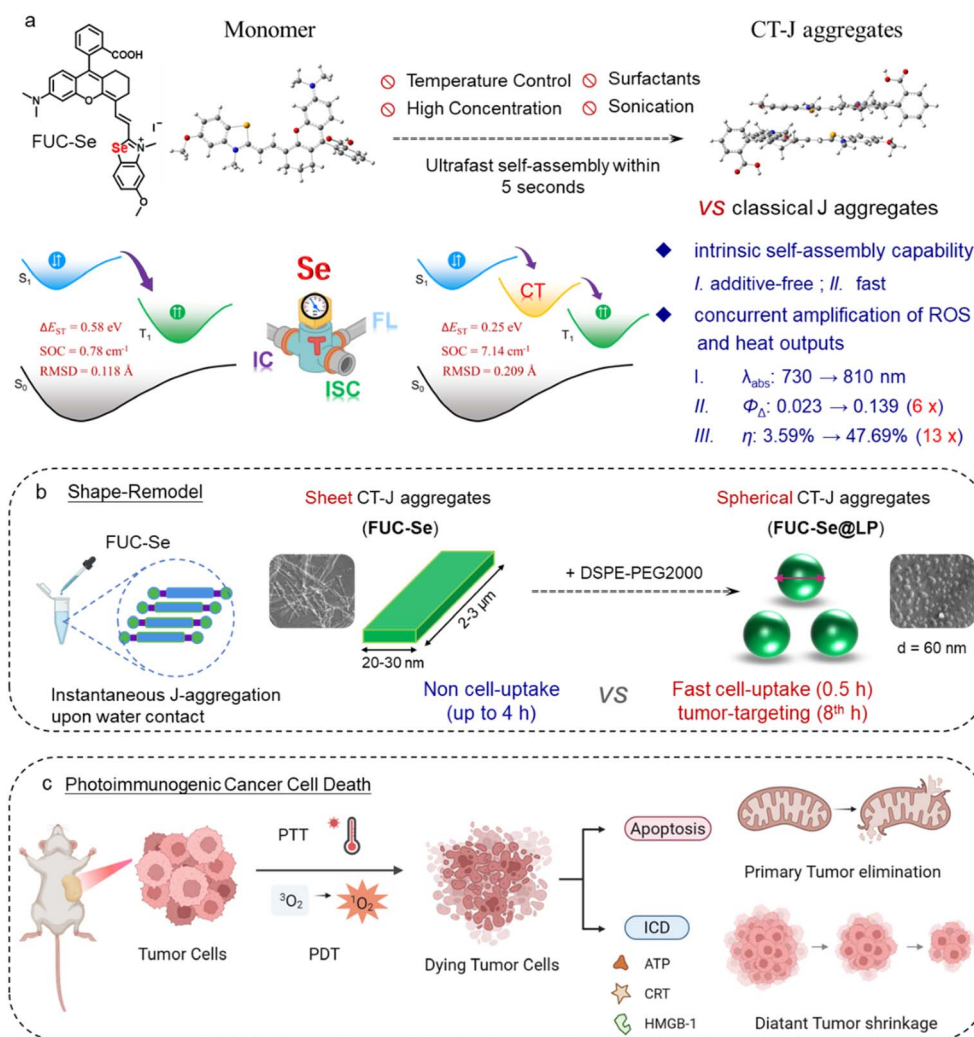 a
Monomer
CT-J aggregates
COOH
N
O
I⁻
N⁺
Se
O
FUC-Se
Temperature Control
Surfactants
High Concentration
Sonication
Ultrafast self-assembly within
5 seconds
VS classical J aggregates
◆ intrinsic self-assembly capability
I. additive-free ; II. fast
◆ concurrent amplification of ROS
and heat outputs
I. λabs: 730 → 810 nm
II. ΦΔ: 0.023 → 0.139 (6 x)
III. η: 3.59% → 47.69% (13 x)
S₁
T₁
ΔE_ST = 0.58 eV
SOC = 0.78 cm⁻¹
RMSD = 0.118 Å
S₀
Se
T
IC
FL
ISC
S₁
CT
T₁
ΔE_ST = 0.25 eV
SOC = 7.14 cm⁻¹
RMSD = 0.209 Å
S₀
b
Shape-Remodel
FUC-Se
Instantaneous J-aggregation
upon water contact
Sheet CT-J aggregates
(FUC-Se)
2-3 μm
20-30 nm
+ DSPE-PEG2000
Spherical CT-J aggregates
(FUC-Se@LP)
d = 60 nm
Non cell-uptake
(up to 4 h)
VS
Fast cell-uptake (0.5 h)
tumor-targeting (8th h)
c
Photoimmunogenic Cancer Cell Death
Tumor Cells
PTT
³O₂
¹O₂
PDT
Dying Tumor Cells
Apoptosis
Primary Tumor elimination
ICD
ATP
CRT
HMGB-1
Diatant Tumor shrinkage